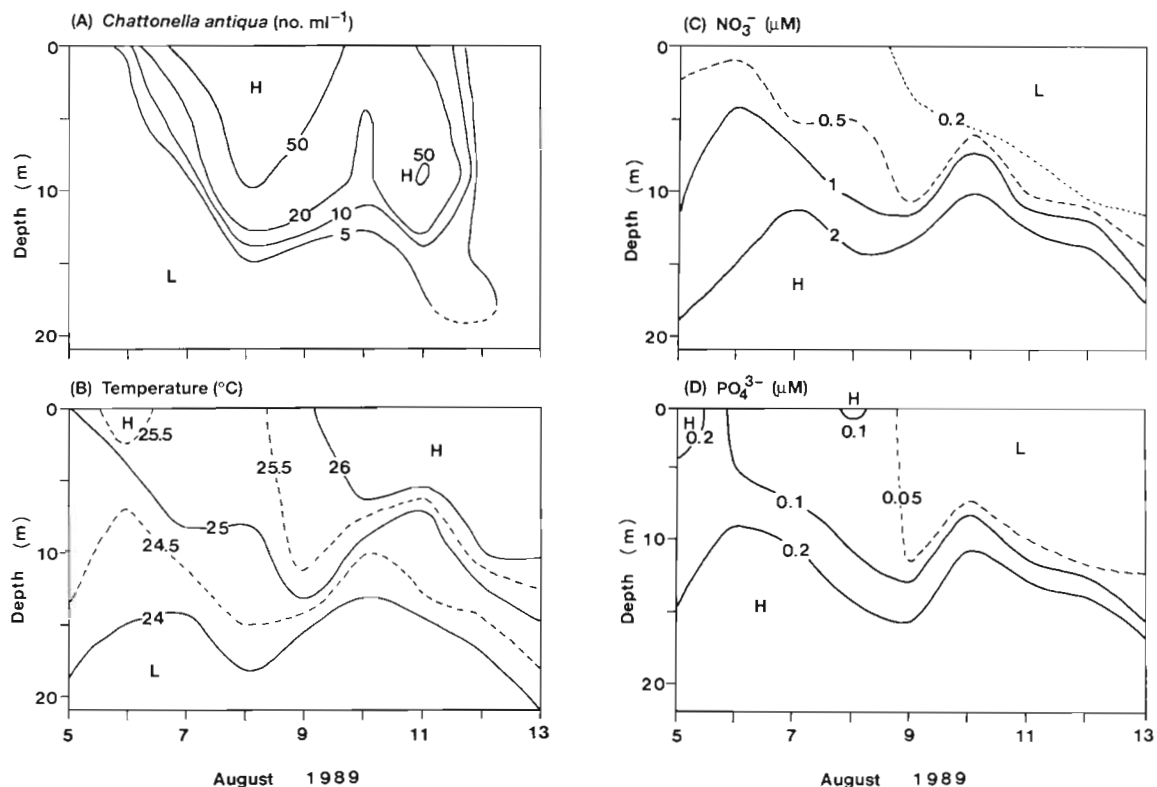 (A) Chattonella antiqua (no. ml⁻¹)
0
10
20
Depth (m)
H
50
H
50
20
10
5
L
(B) Temperature (°C)
0
10
20
Depth (m)
H
25.5
25.5
26
H
25
24.5
24
L
5
7
9
11
13
August 1989
(C) NO₃⁻ (μM)
0
10
20
Depth (m)
L
0.5
0.2
1
2
H
(D) PO₄³⁻ (μM)
0
10
20
Depth (m)
H
0.2
H
0.1
L
0.05
0.1
0.2
H
5
7
9
11
13
August 1989